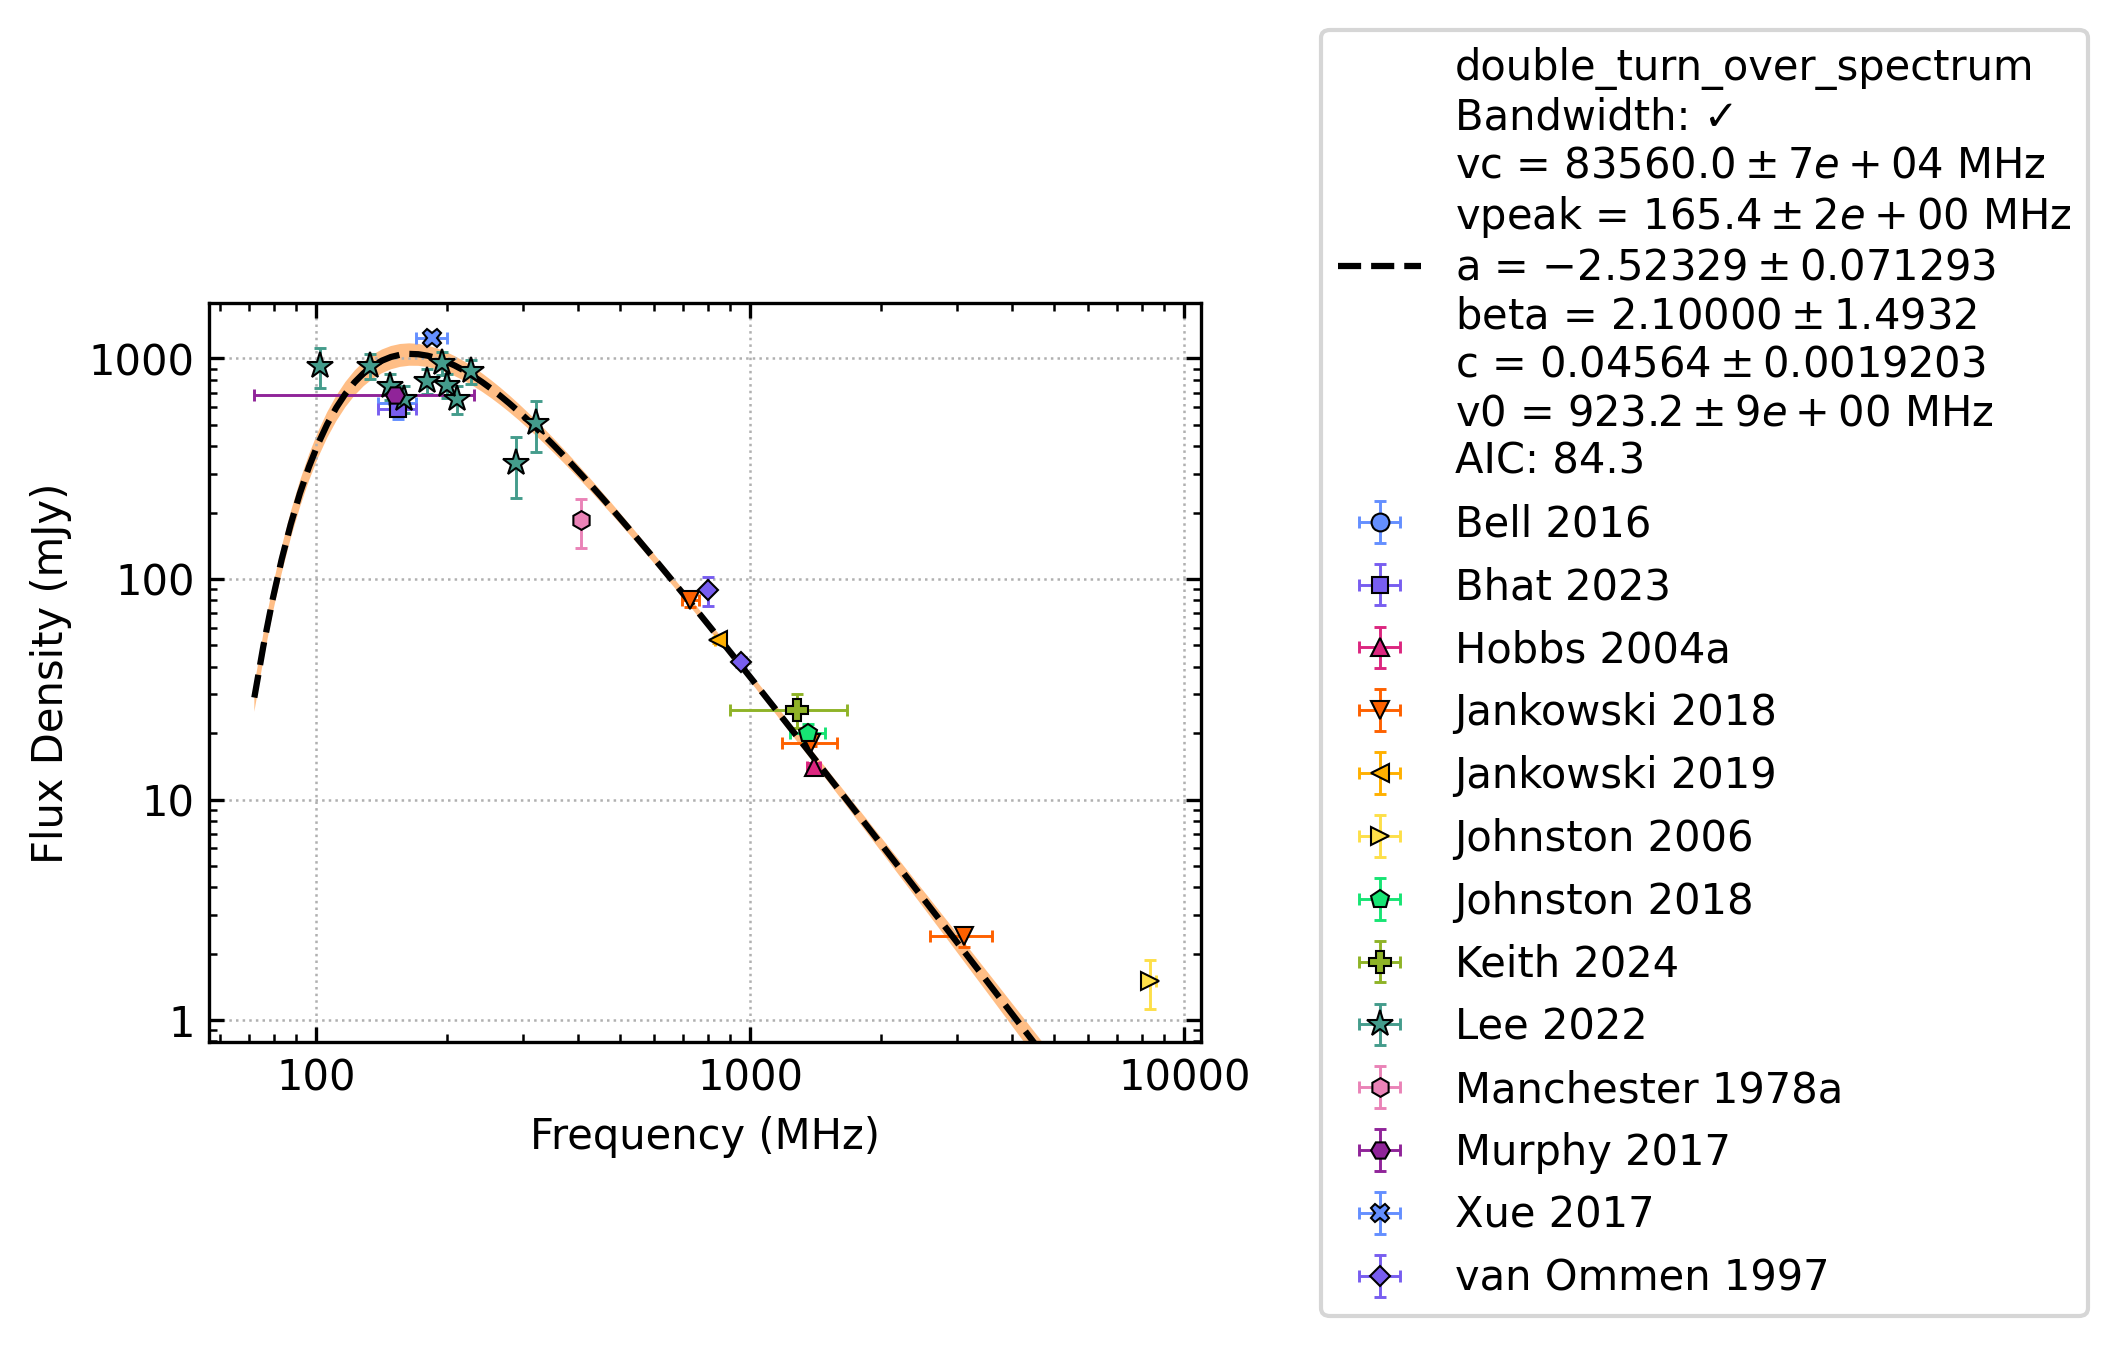 1000
100
10
1
Flux Density (mJy)
100
1000
10000
Frequency (MHz)
double_turn_over_spectrum
Bandwidth: ✓
vc = 83560.0 ± 7e + 04 MHz
vpeak = 165.4 ± 2e + 00 MHz
a = −2.52329 ± 0.071293
beta = 2.10000 ± 1.4932
c = 0.04564 ± 0.0019203
v0 = 923.2 ± 9e + 00 MHz
AIC: 84.3
Bell 2016
Bhat 2023
Hobbs 2004a
Jankowski 2018
Jankowski 2019
Johnston 2006
Johnston 2018
Keith 2024
Lee 2022
Manchester 1978a
Murphy 2017
Xue 2017
van Ommen 1997